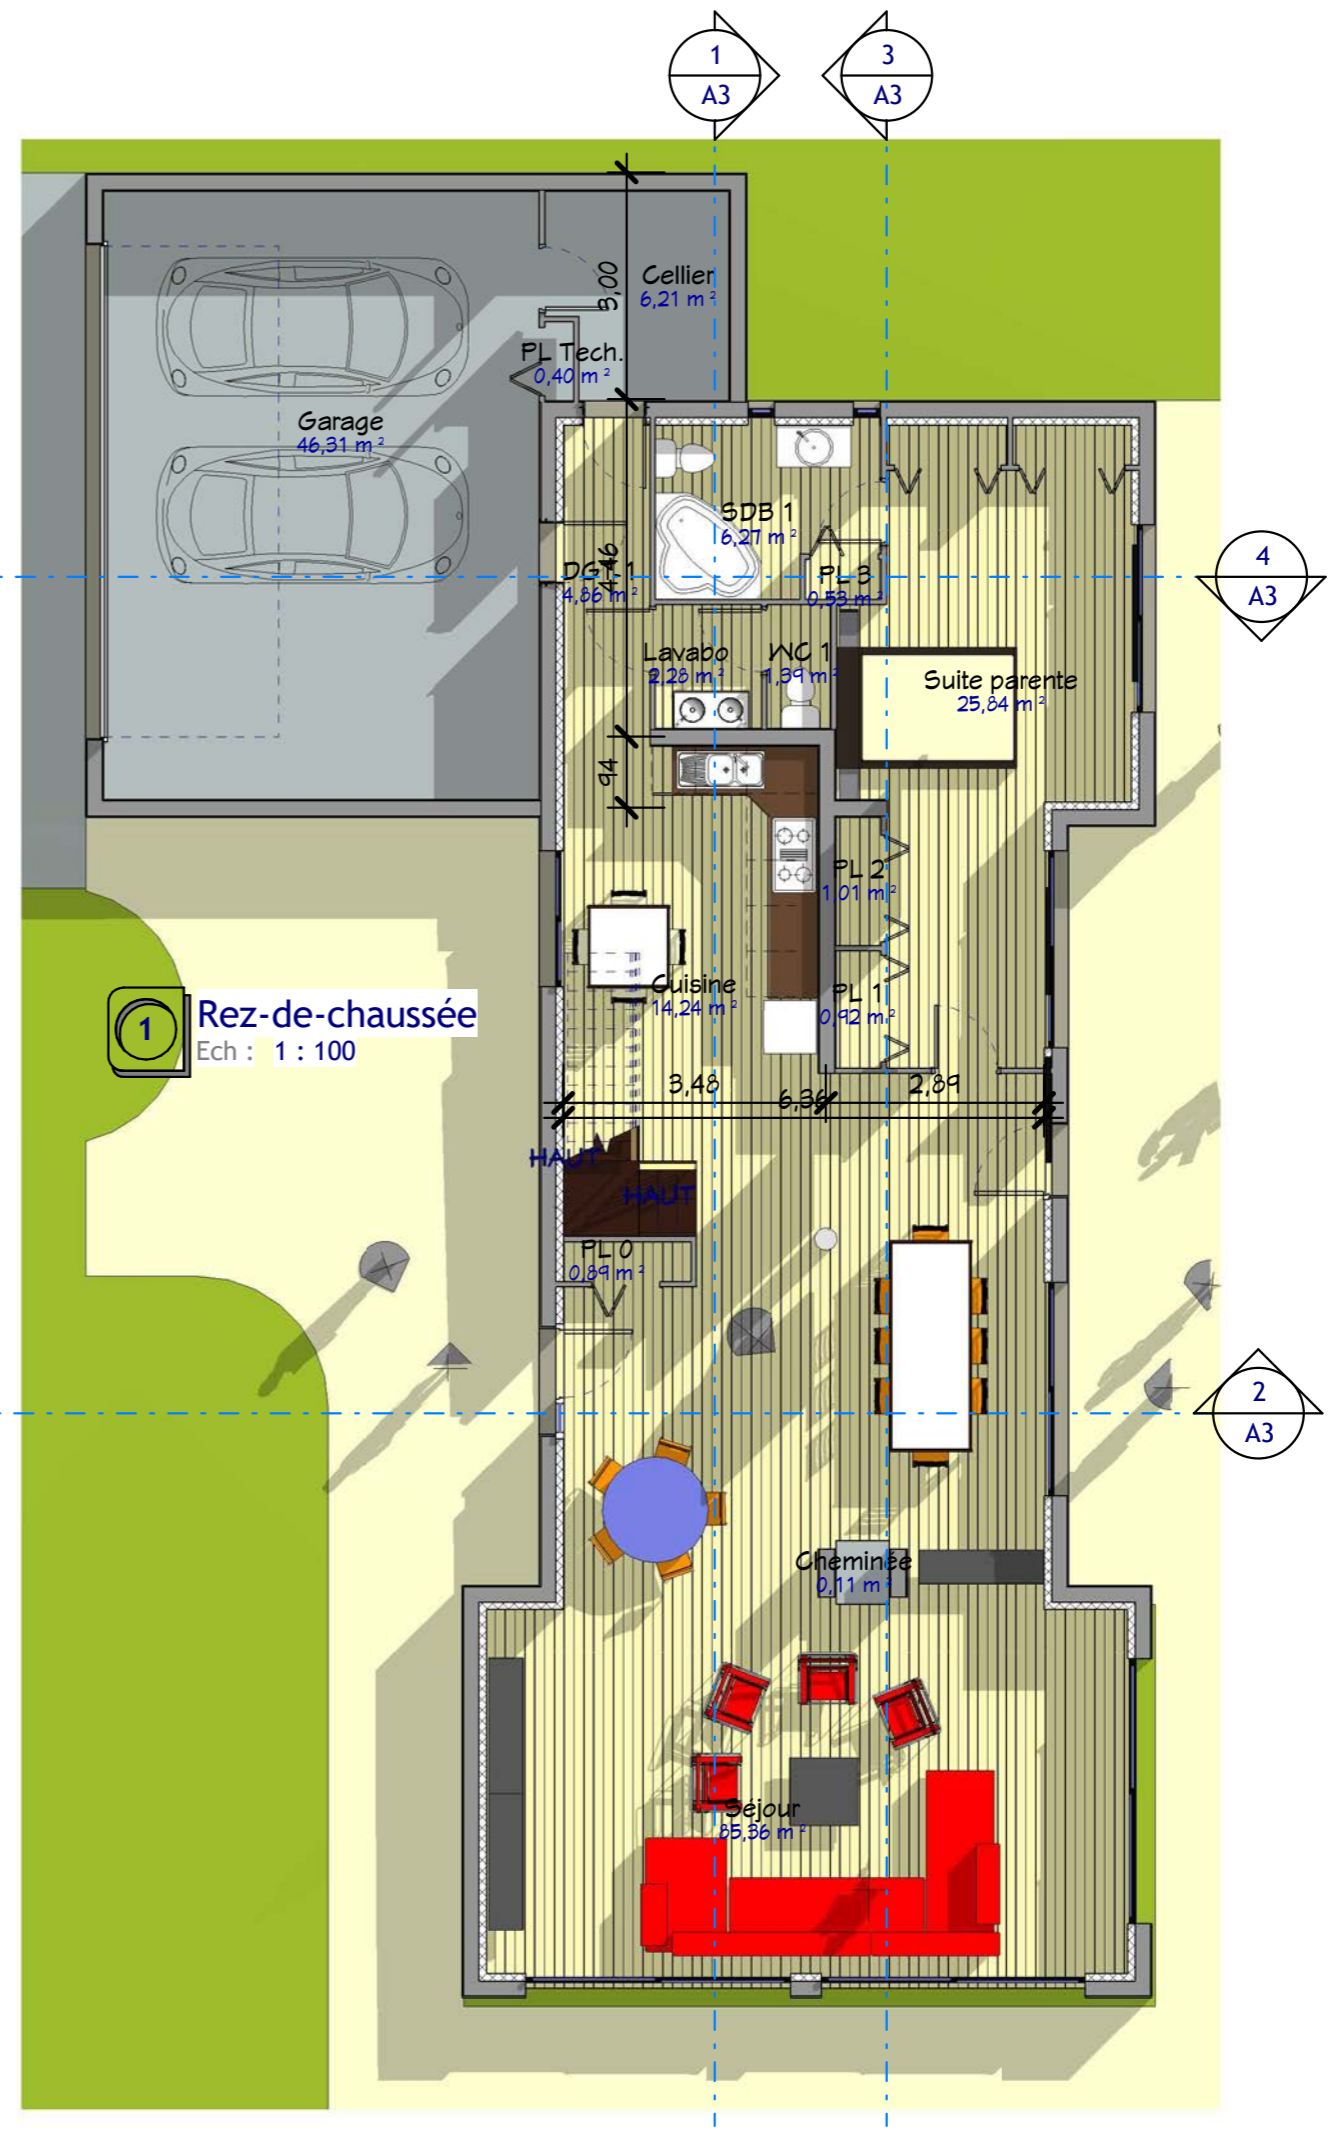 1
A3
3
A3
Cellier
6,21 m²
3,00
PL Tech.
0,40 m²
Garage
46,31 m²
SDB 1
6,27 m²
4,46
DGT 1
4,86 m²
PL 3
0,53 m²
4
A3
Lavabo
2,28 m²
WC 1
1,39 m²
Suite parente
25,84 m²
94
PL 2
1,01 m²
Cuisine
14,24 m²
PL 1
0,92 m²
1
Rez-de-chaussée
Ech : 1 : 100
3,48
6,36
2,89
HAUT
HAUT
PL 0
0,89 m²
2
A3
Cheminée
0,11 m²
Séjour
85,36 m²